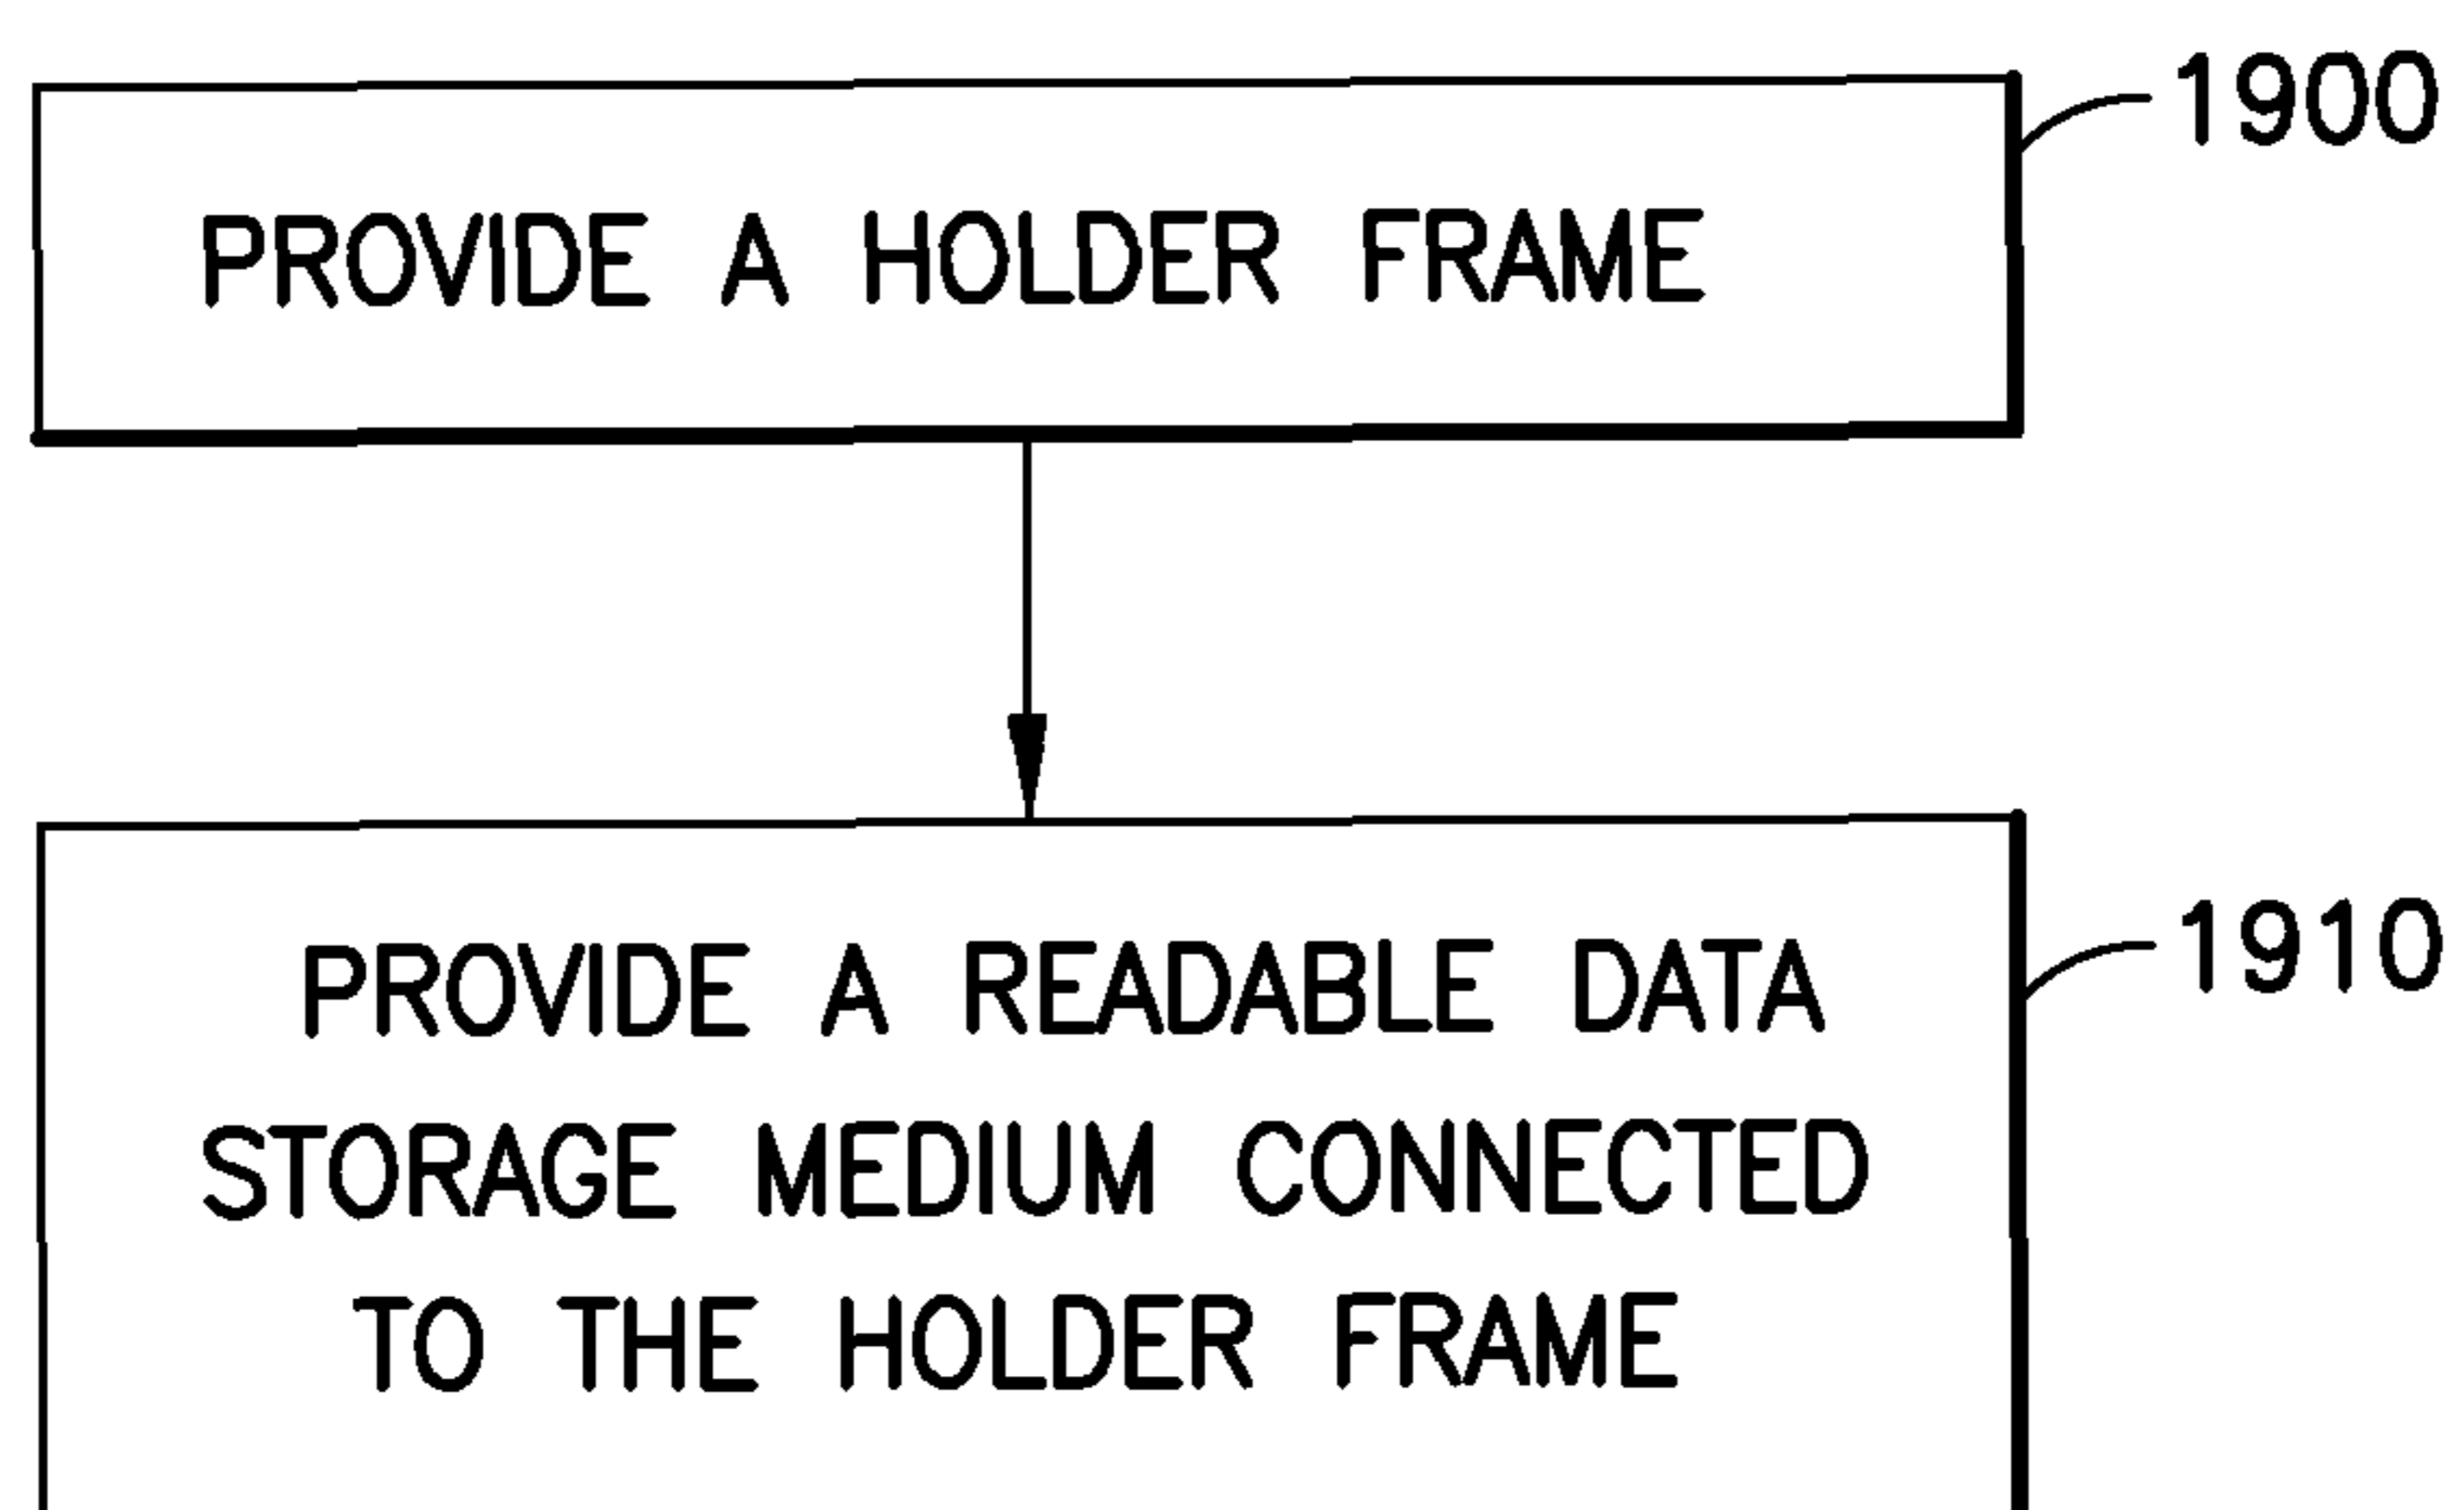 1900
PROVIDE A HOLDER FRAME
1910
PROVIDE A READABLE DATA
STORAGE MEDIUM CONNECTED
TO THE HOLDER FRAME